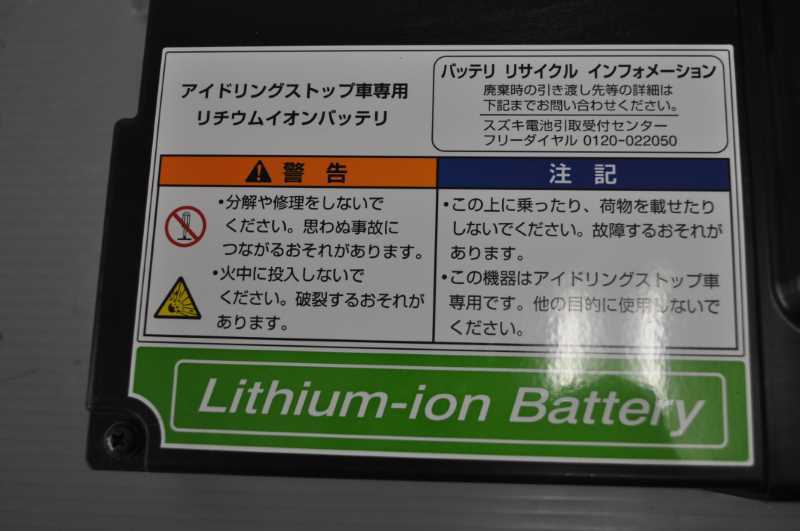 アイドリングストップ車専用
リチウムイオンバッテリ
バッテリ リサイクル インフォメーション
廃棄時の引き渡し先等の詳細は
下記までお問い合わせください。
スズキ電池引取受付センター
フリーダイヤル 0120-022050
警告
・分解や修理をしないで
ください。思わぬ事故に
つながるおそれがあります。
・火中に投入しないで
ください。破裂するおそれが
あります。
注記
・この上に乗ったり、荷物を載せたり
しないでください。故障するおそれが
あります。
・この機器はアイドリングストップ車
専用です。他の目的に使用しないで
ください。
Lithium-ion Battery